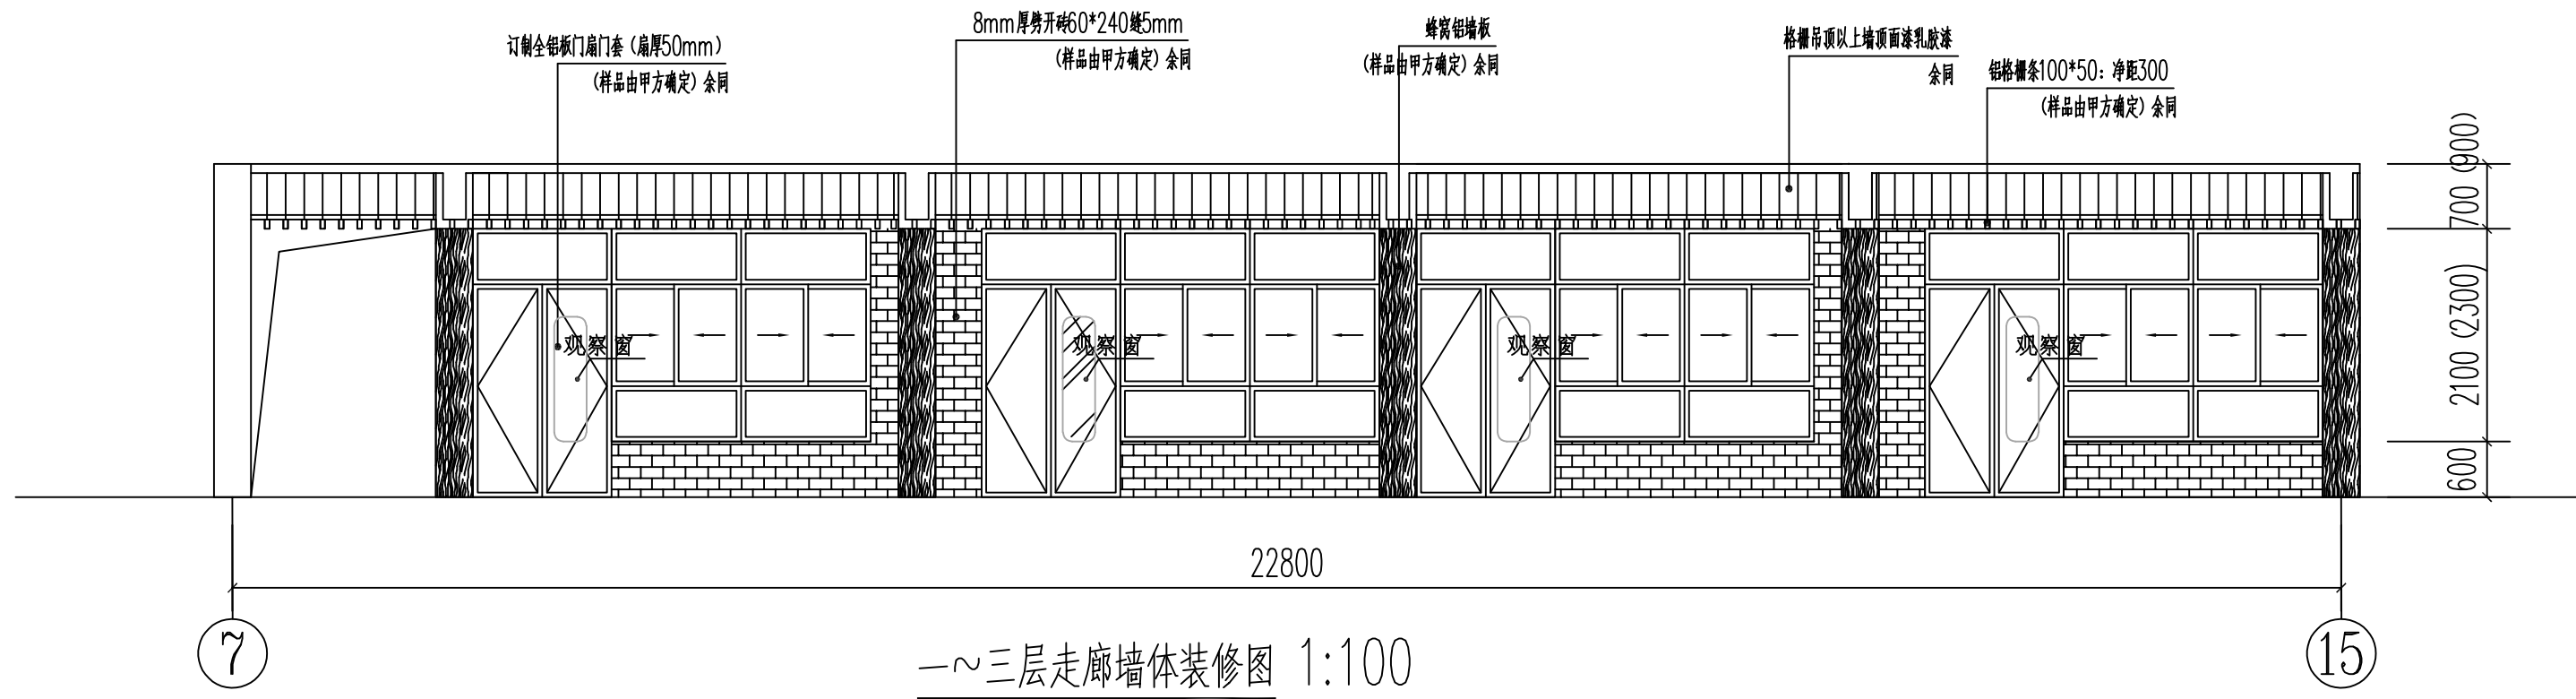 订制全铝板门扇门套（扇厚50mm）
（样品由甲方确定）余同
8mm厚劈开砖60*240缝5mm
（样品由甲方确定）余同
蜂窝铝墙板
（样品由甲方确定）余同
格栅吊顶以上墙顶面漆乳胶漆
余同
铝格栅条100*50：净距300
（样品由甲方确定）余同
700（900）
2100（2300）
600
观察窗
观察窗
观察窗
观察窗
22800
7
15
一～三层走廊墙体装修图 1:100